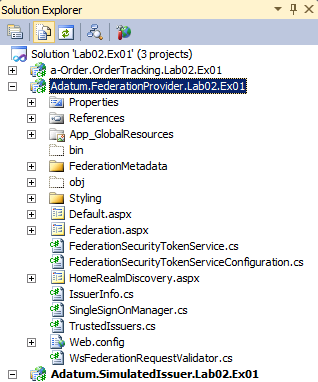 Solution Explorer
Solution 'Lab02.Ex01' (3 projects)
a-Order.OrderTracking.Lab02.Ex01
Adatum.FederationProvider.Lab02.Ex01
Properties
References
App_GlobalResources
bin
FederationMetadata
obj
Styling
Default.aspx
Federation.aspx
FederationSecurityTokenService.cs
FederationSecurityTokenServiceConfiguration.cs
HomeRealmDiscovery.aspx
IssuerInfo.cs
SingleSignOnManager.cs
TrustedIssuers.cs
Web.config
WsFederationRequestValidator.cs
Adatum.SimulatedIssuer.Lab02.Ex01